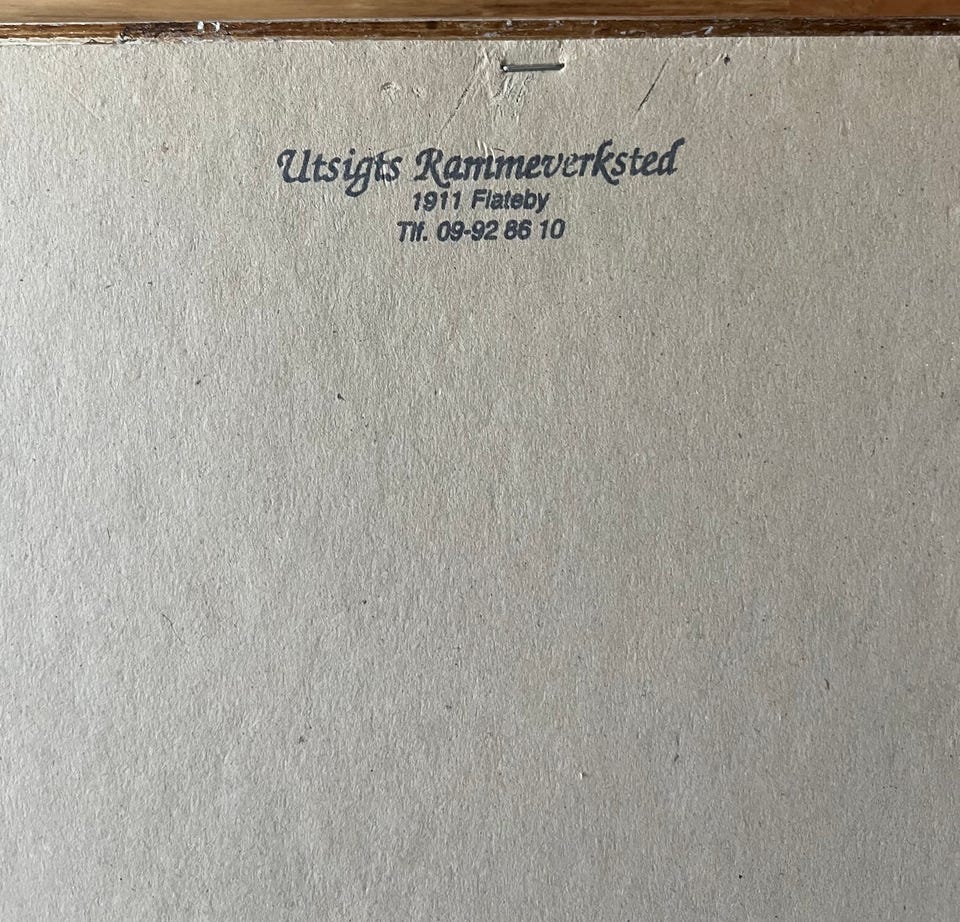 Utsigts Rammeverksted
1911 Flateby
Tlf. 09-92 86 10